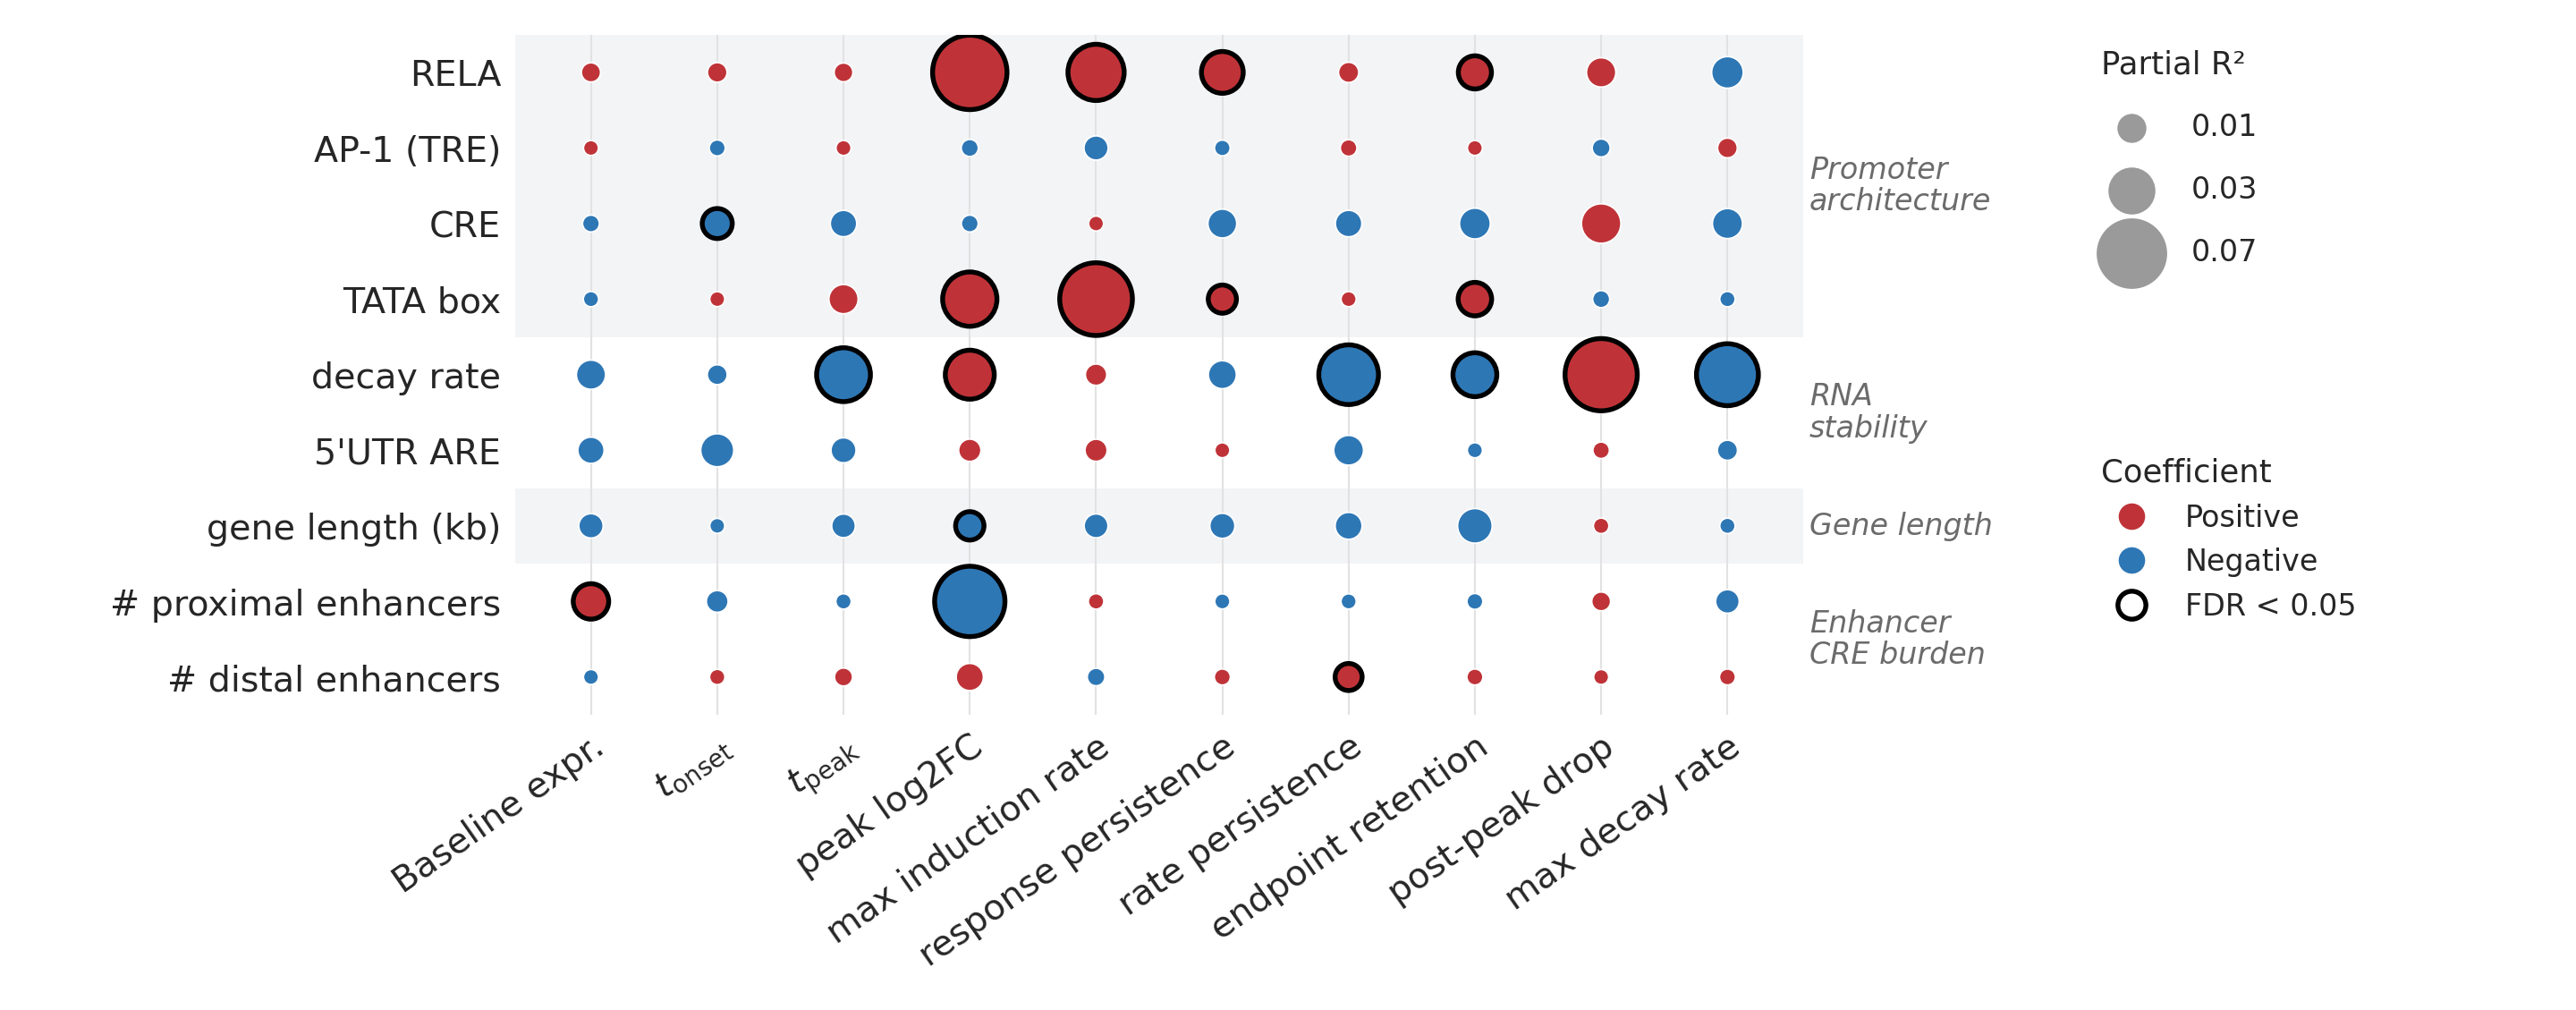 RELA
AP-1 (TRE)
CRE
TATA box
decay rate
5'UTR ARE
gene length (kb)
# proximal enhancers
# distal enhancers
Promoter
architecture
RNA
stability
Gene length
Enhancer
CRE burden
Baseline expr.
t_onset
t_peak
peak log2FC
max induction rate
response persistence
rate persistence
endpoint retention
post-peak drop
max decay rate
Partial R²
0.01
0.03
0.07
Coefficient
Positive
Negative
FDR < 0.05